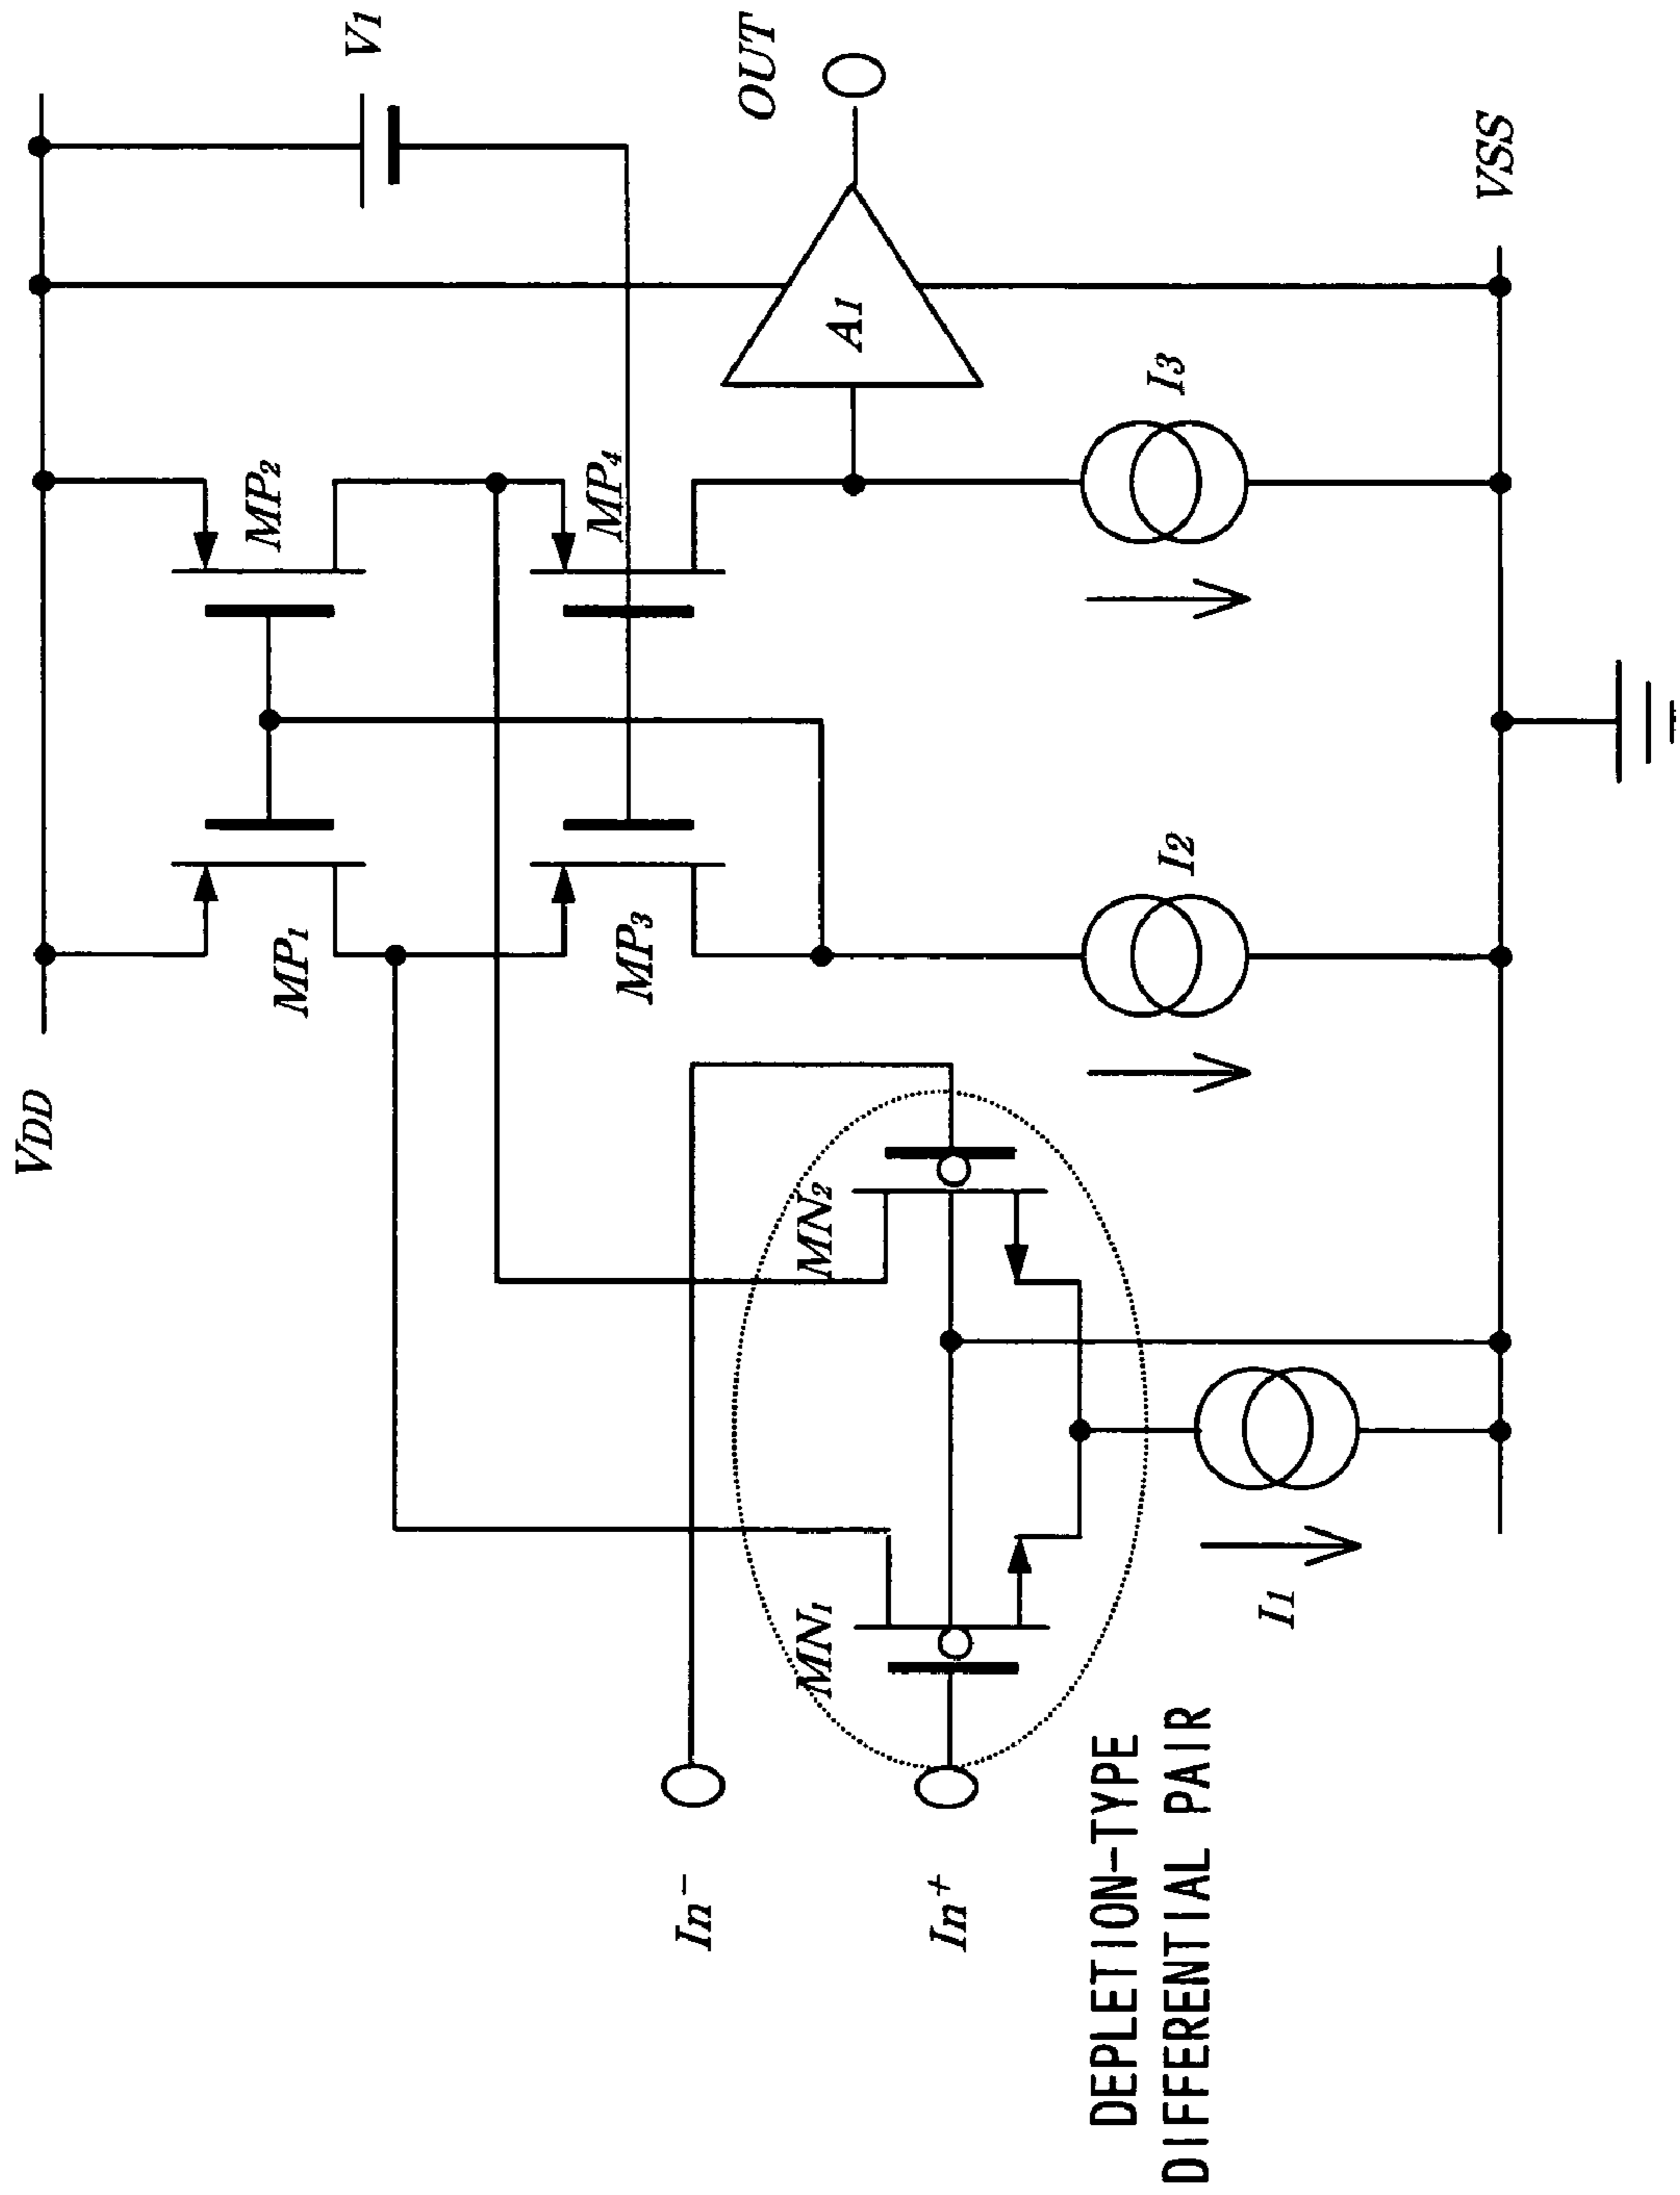 VDD
V1
MP1
MP2
MP3
MP4
OUT
A1
In−
In+
MN1
MN2
I1
I2
I3
VSS
DEPLETION-TYPE
DIFFERENTIAL PAIR